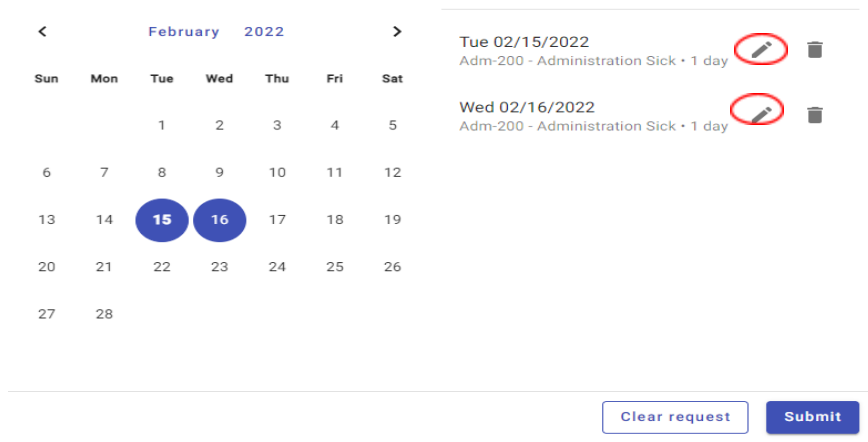 < February 2022 >
Sun Mon Tue Wed Thu Fri Sat
1 2 3 4 5
6 7 8 9 10 11 12
13 14 15 16 17 18 19
20 21 22 23 24 25 26
27 28
Tue 02/15/2022
Adm-200 - Administration Sick • 1 day
Wed 02/16/2022
Adm-200 - Administration Sick • 1 day
Clear request Submit